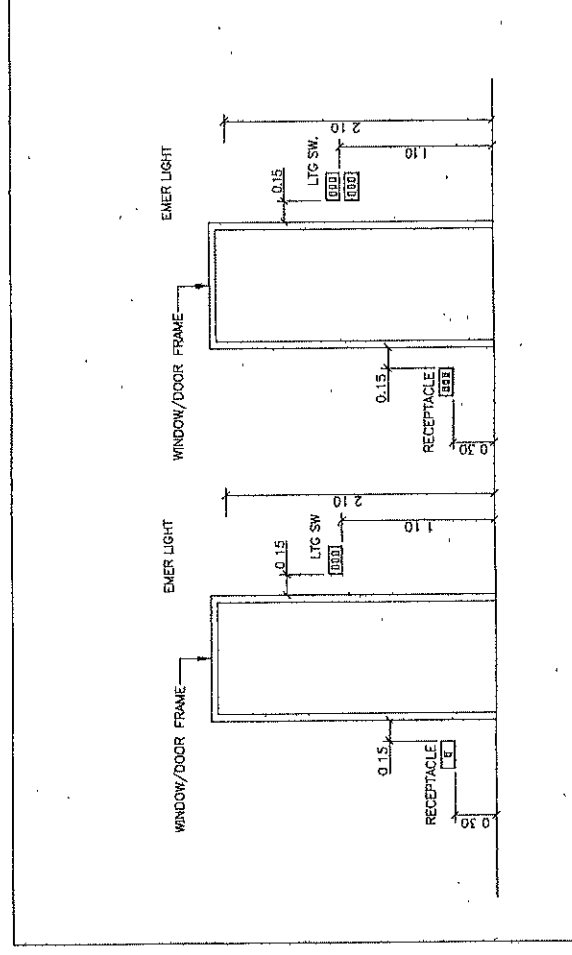 WINDOW/DOOR FRAME
EMER LIGHT
0 15
LTG SW
2 10
1 10
0 15
RECEPTACLE
0 30
WINDOW/DOOR FRAME
EMER LIGHT
0.15
LTG SW.
2 10
1.10
0.15
RECEPTACLE
0 30